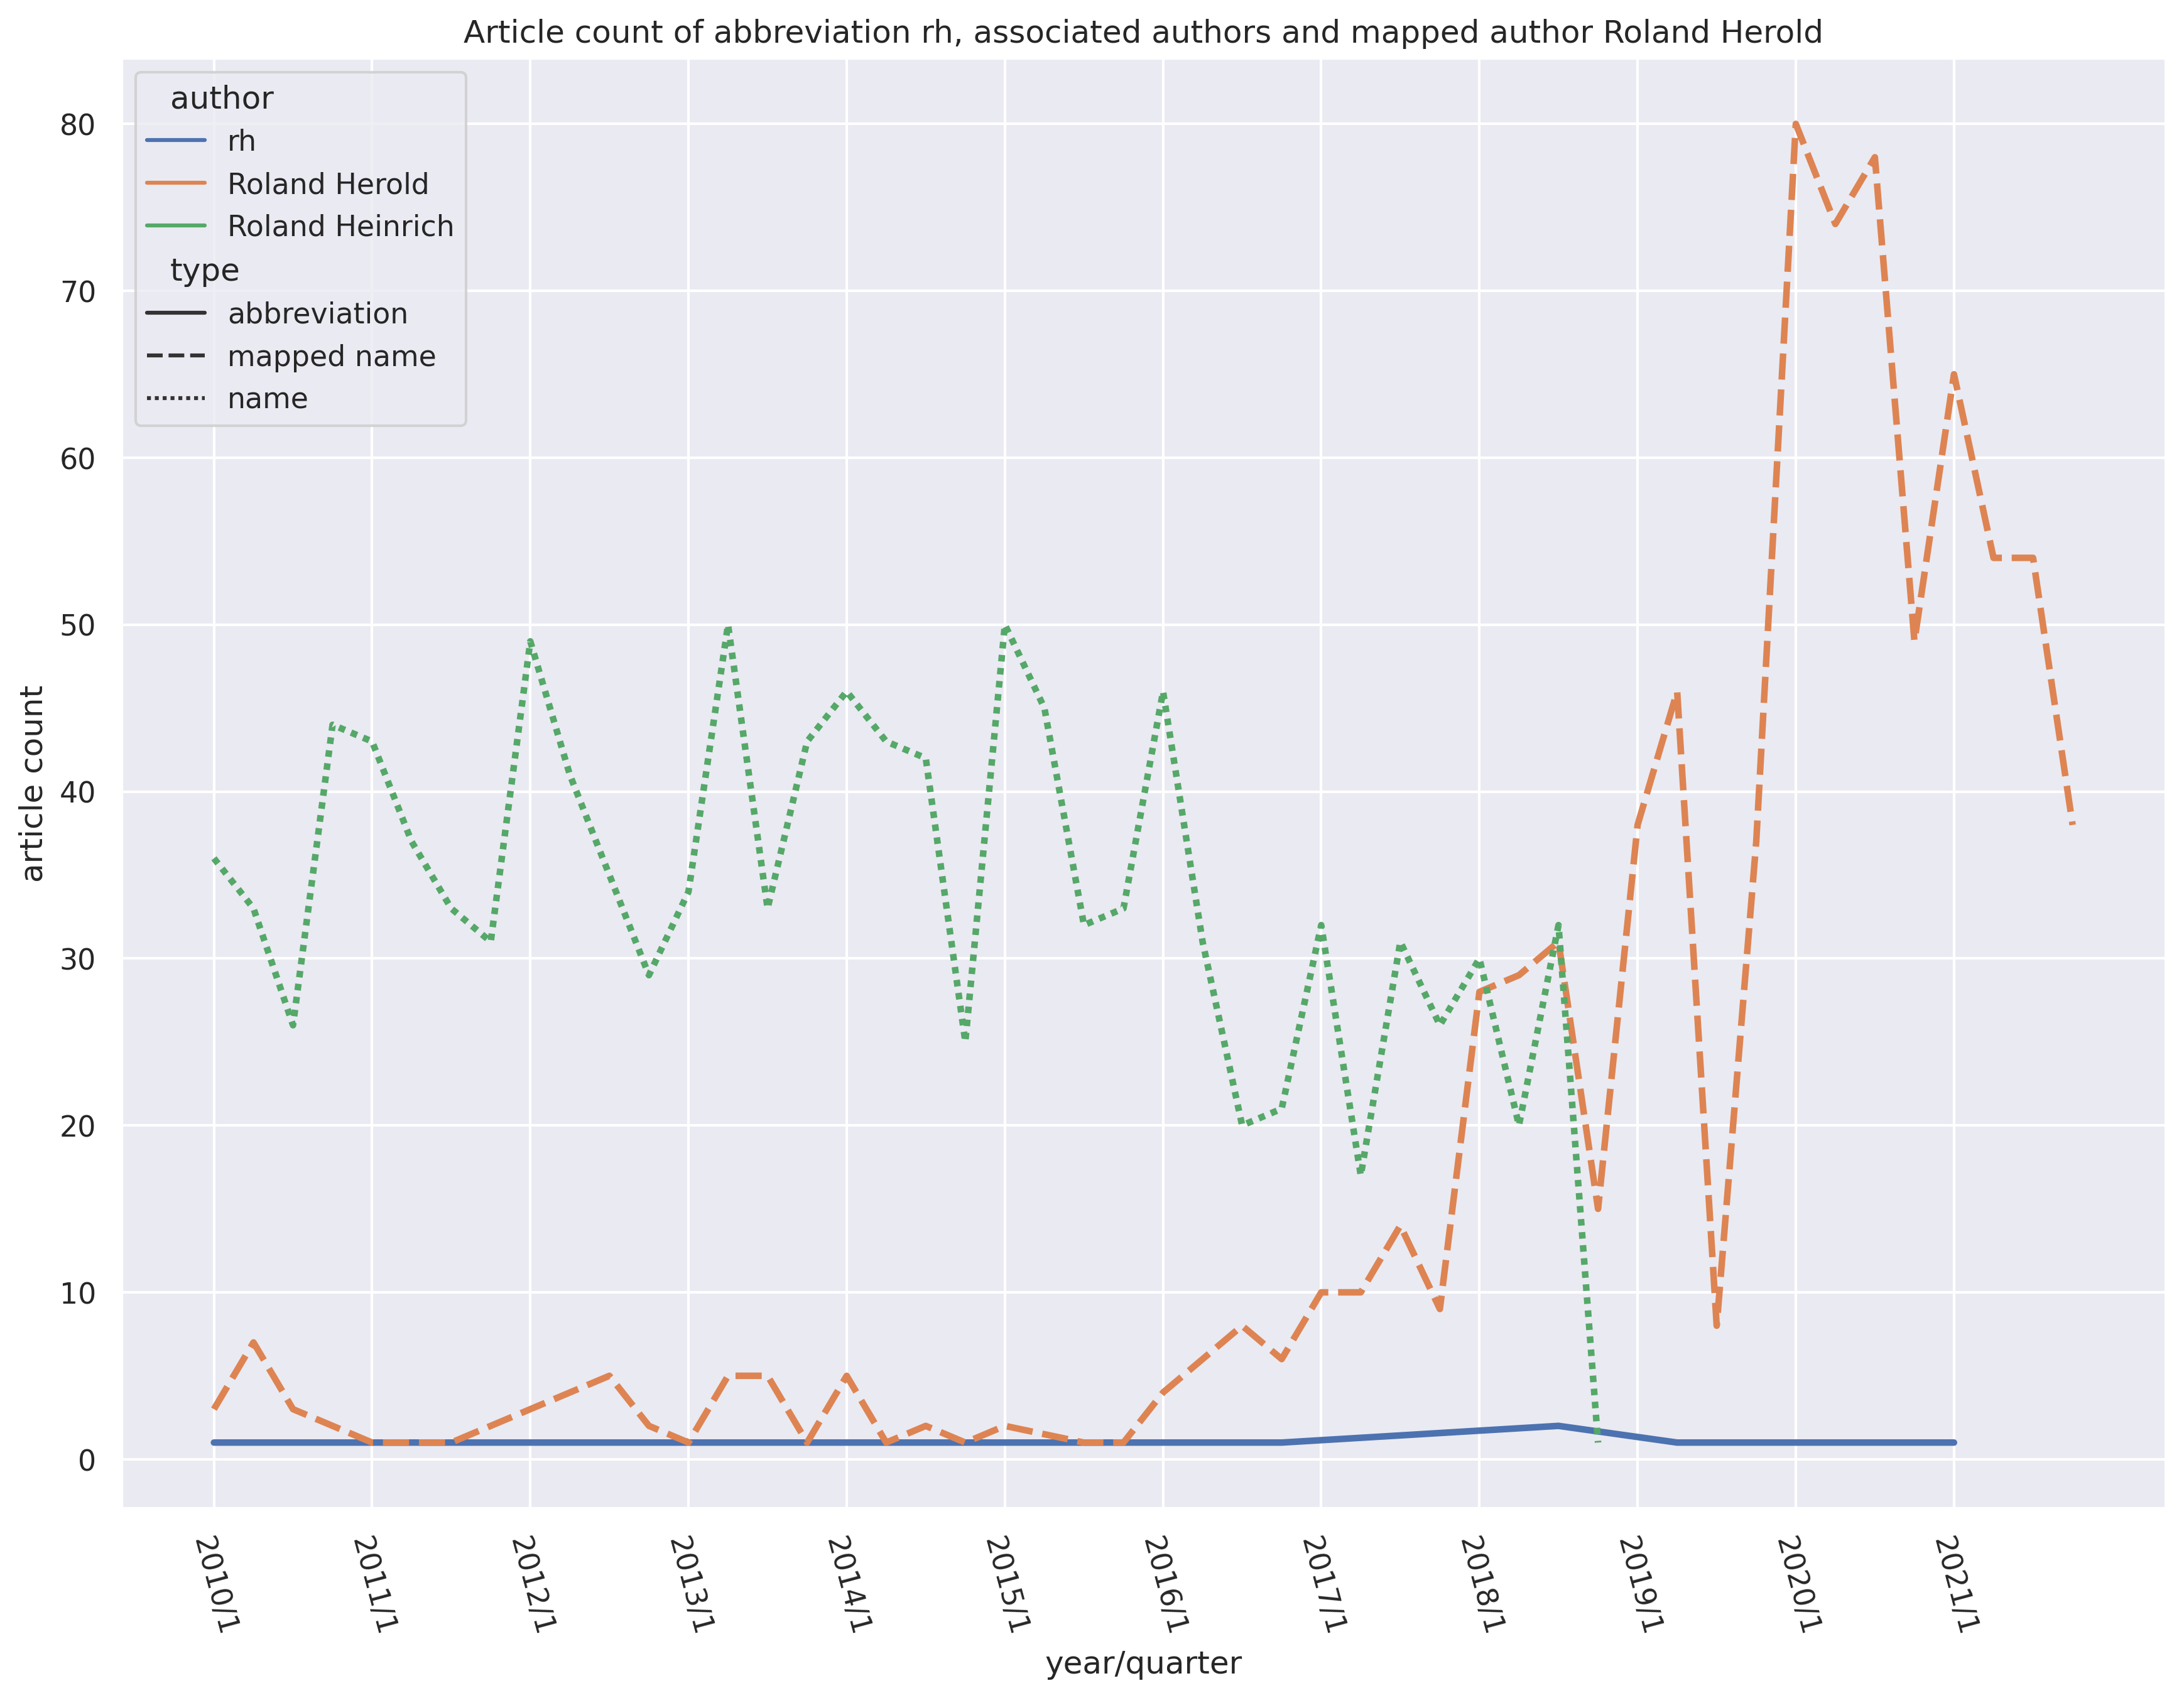 Article count of abbreviation rh, associated authors and mapped author Roland Herold
author
rh
Roland Herold
Roland Heinrich
type
abbreviation
mapped name
name
article count
80
70
60
50
40
30
20
10
0
2010/1
2011/1
2012/1
2013/1
2014/1
2015/1
2016/1
2017/1
2018/1
2019/1
2020/1
2021/1
year/quarter